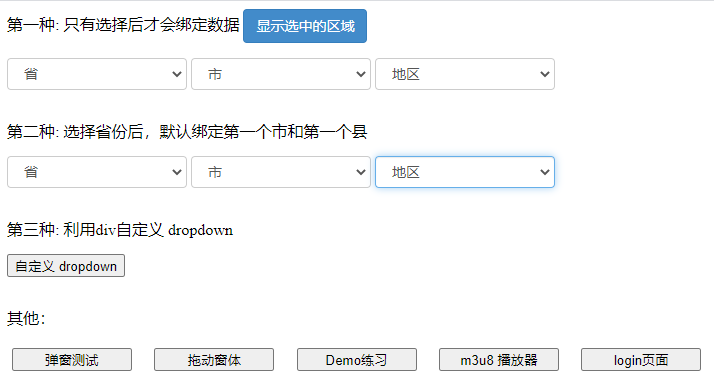 第一种: 只有选择后才会绑定数据 显示选中的区域
省 市 地区
第二种: 选择省份后，默认绑定第一个市和第一个县
省 市 地区
第三种: 利用div自定义 dropdown
自定义 dropdown
其他：
弹窗测试 拖动窗体 Demo练习 m3u8 播放器 login页面